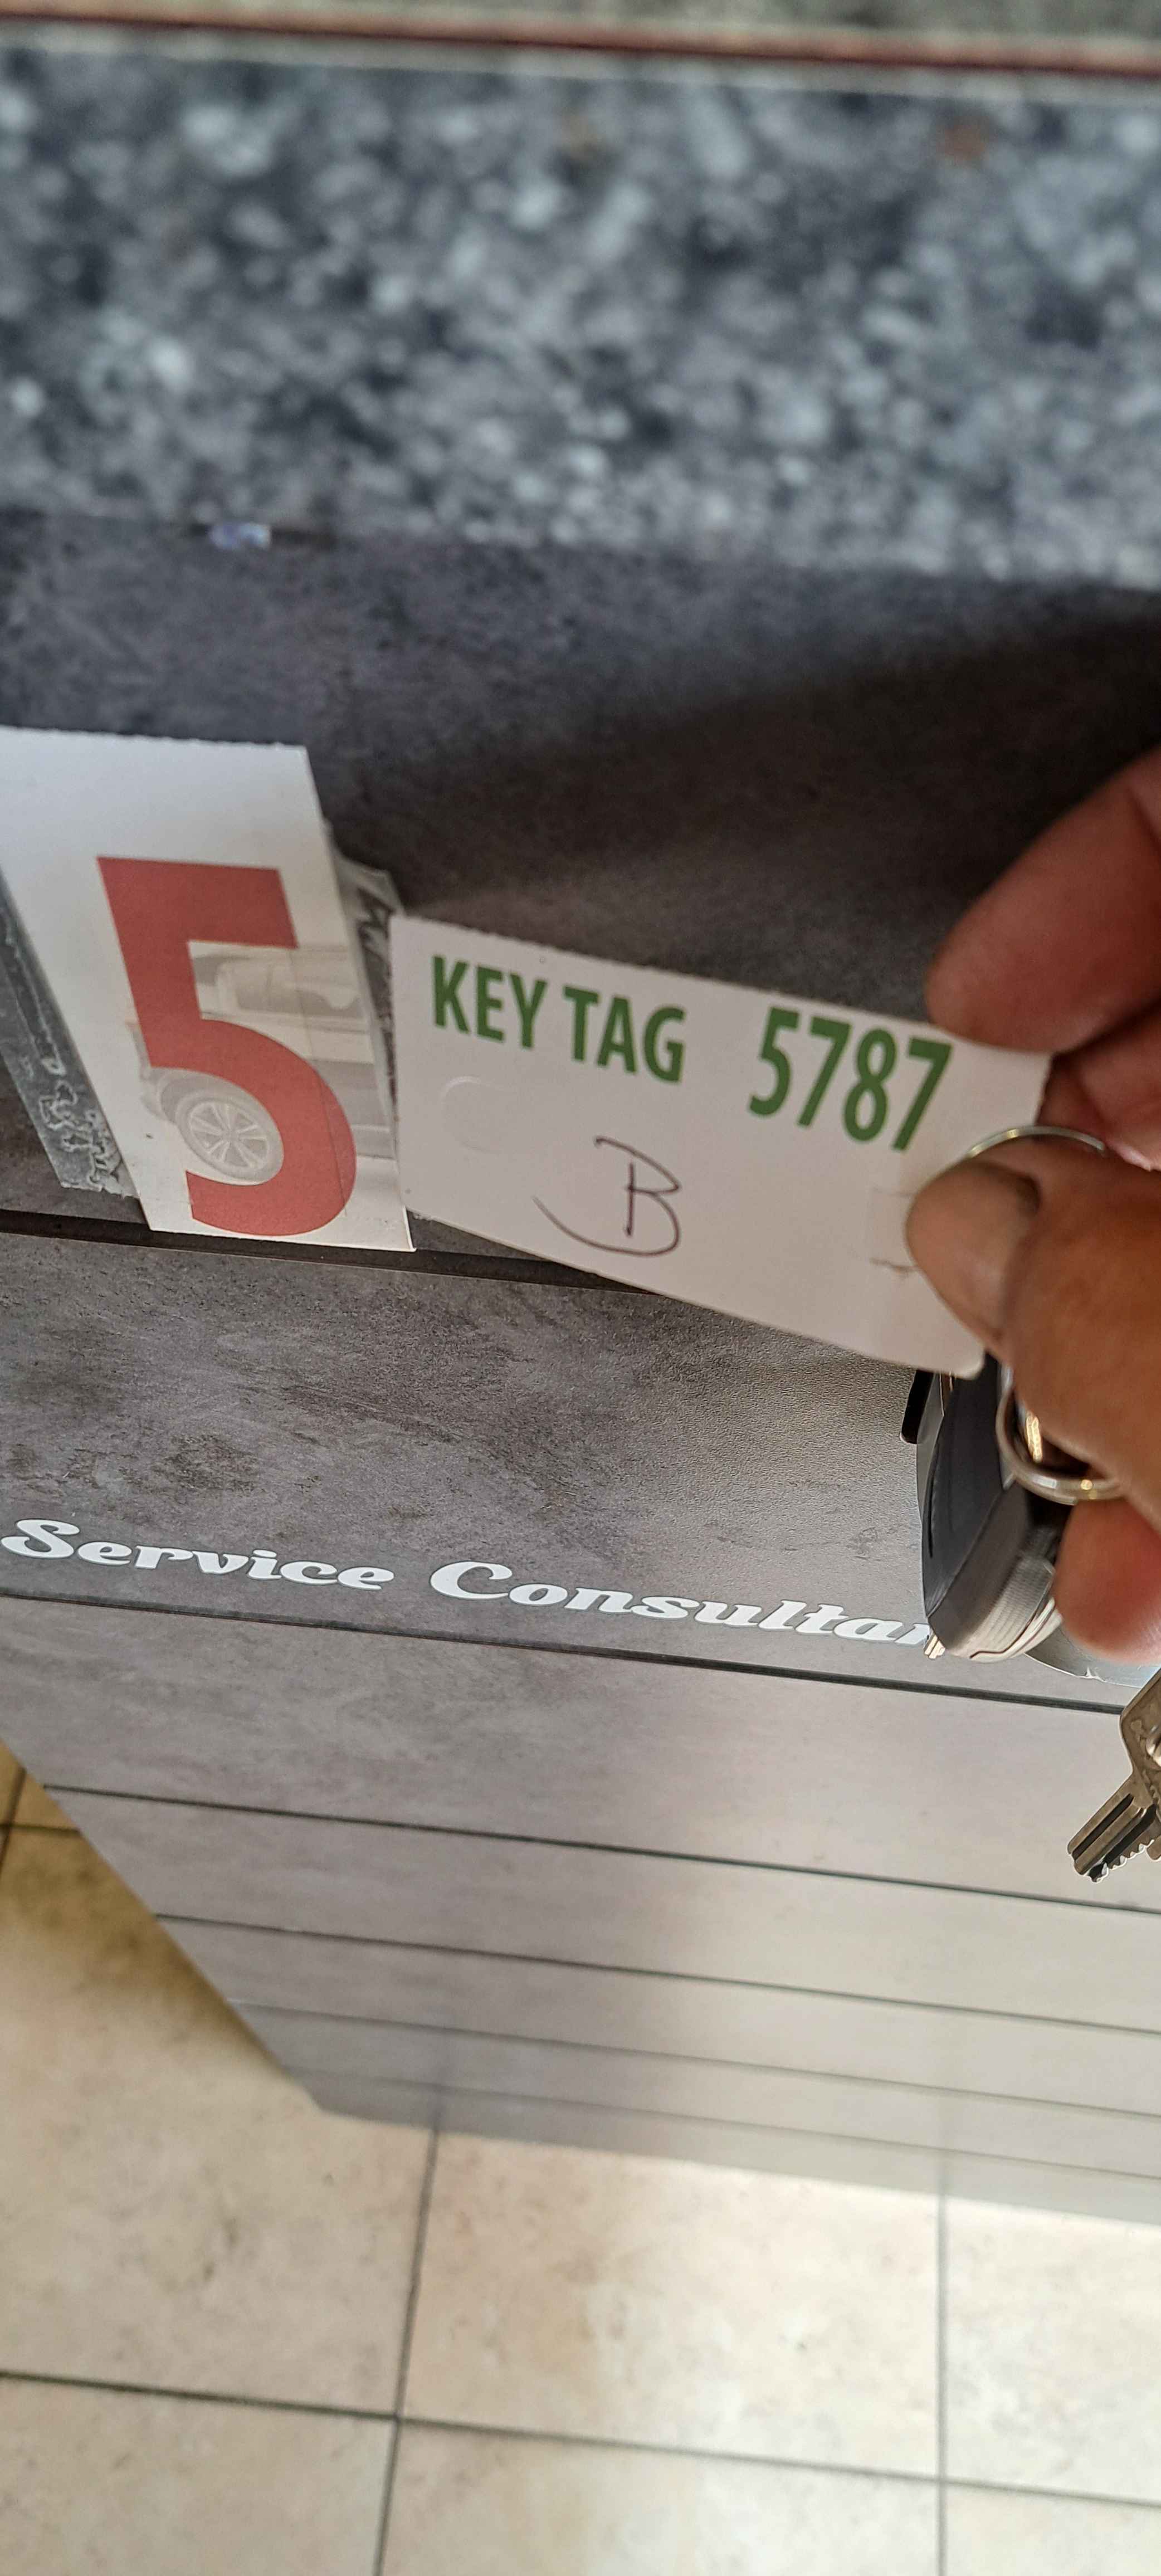 5
KEY TAG 5787
B
Service Consultan